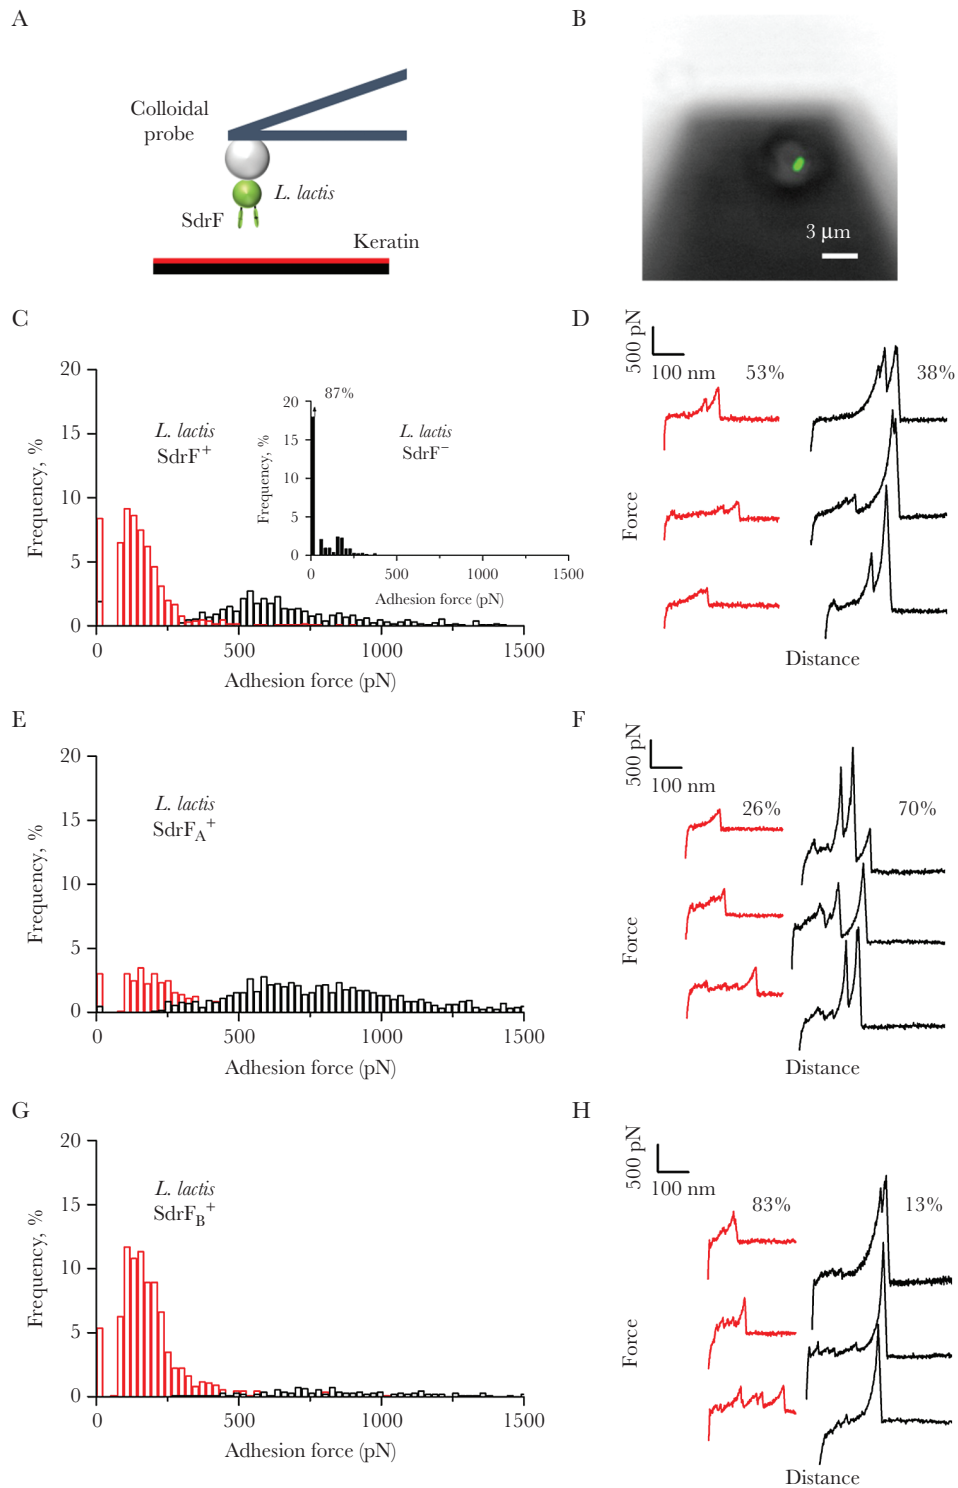 A
Colloidal
probe
L. lactis
SdrF
Keratin
B
3 μm
C
20
15
10
5
0
Frequency, %
L. lactis
SdrF+
0
500
1000
1500
Adhesion force (pN)
87%
20
15
10
5
0
Frequency, %
L. lactis
SdrF−
0
500
1000
1500
Adhesion force (pN)
D
500 pN
100 nm
53%
38%
Force
Distance
E
20
15
10
5
0
Frequency, %
L. lactis
SdrFA+
0
500
1000
1500
Adhesion force (pN)
F
500 pN
100 nm
26%
70%
Force
Distance
G
20
15
10
5
0
Frequency, %
L. lactis
SdrFB+
0
500
1000
1500
Adhesion force (pN)
H
500 pN
100 nm
83%
13%
Force
Distance